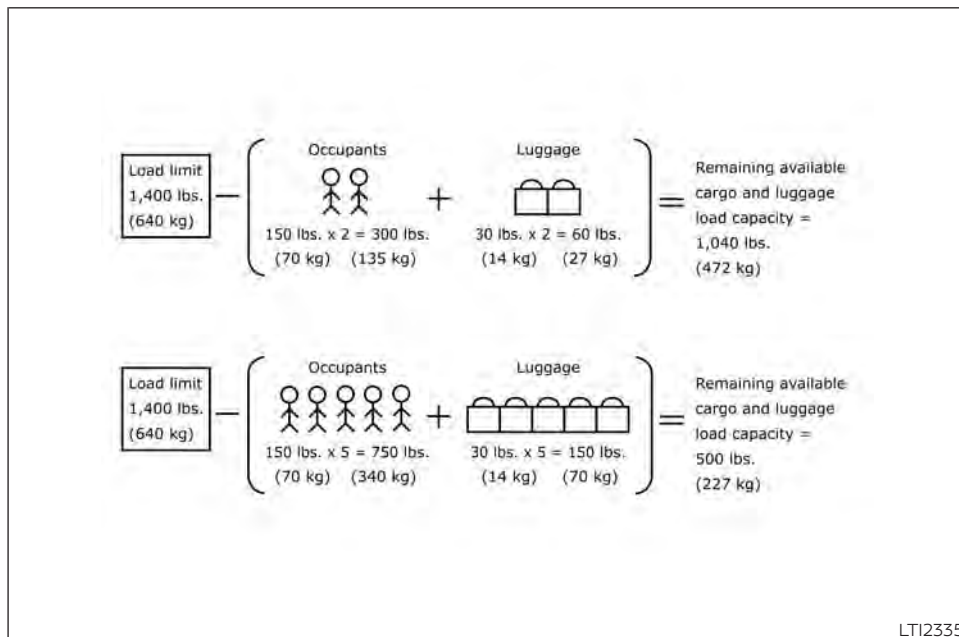 Load limit
1,400 lbs.
(640 kg)
Occupants
150 lbs. x 2 = 300 lbs.
(70 kg) (135 kg)
+
Luggage
30 lbs. x 2 = 60 lbs.
(14 kg) (27 kg)
=
Remaining available
cargo and luggage
load capacity =
1,040 lbs.
(472 kg)
Load limit
1,400 lbs.
(640 kg)
Occupants
150 lbs. x 5 = 750 lbs.
(70 kg) (340 kg)
+
Luggage
30 lbs. x 5 = 150 lbs.
(14 kg) (70 kg)
=
Remaining available
cargo and luggage
load capacity =
500 lbs.
(227 kg)
LTI2335